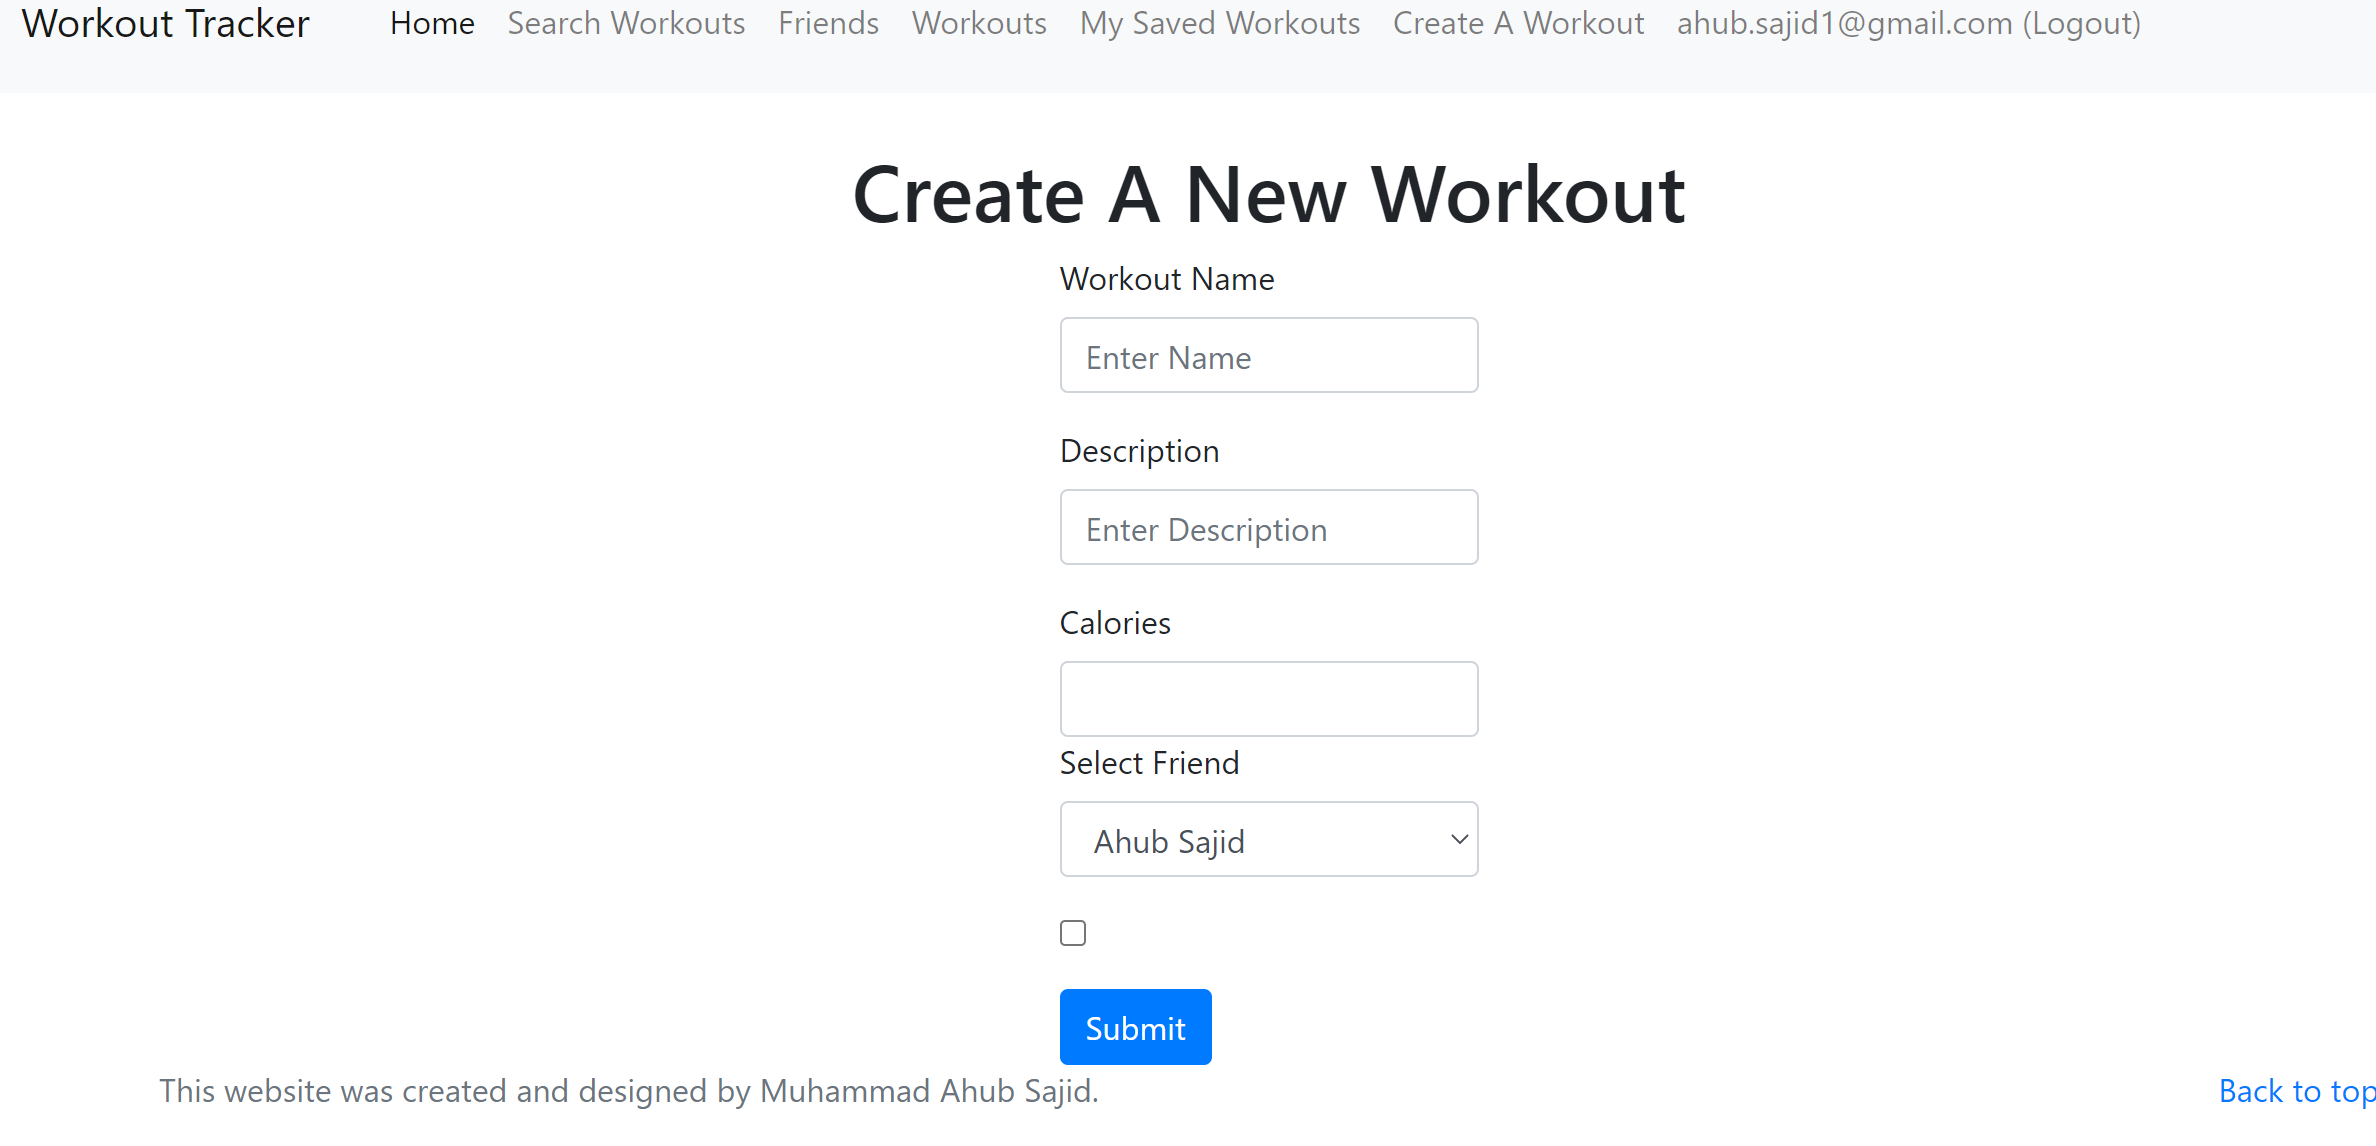 Workout Tracker Home Search Workouts Friends Workouts My Saved Workouts Create A Workout ahub.sajid1@gmail.com (Logout)
Create A New Workout
Workout Name
Enter Name
Description
Enter Description
Calories
Select Friend
Ahub Sajid
Submit
This website was created and designed by Muhammad Ahub Sajid. Back to top